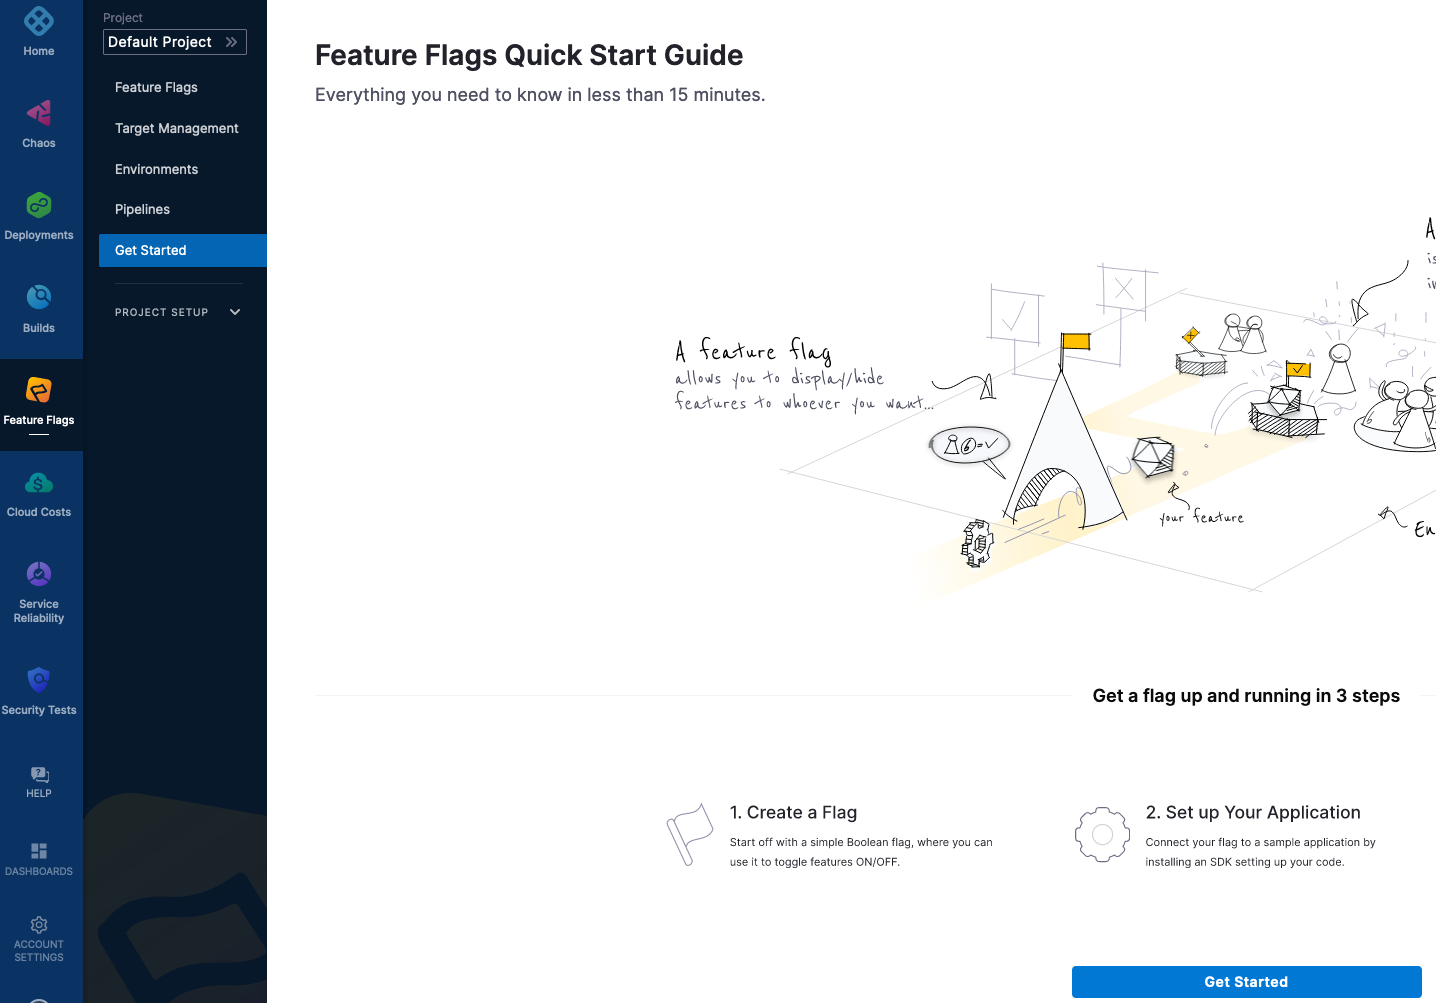 Home
Chaos
Deployments
Builds
Feature Flags
Cloud Costs
Service
Reliability
Security Tests
HELP
DASHBOARDS
ACCOUNT
SETTINGS
Project
Default Project
Feature Flags
Target Management
Environments
Pipelines
Get Started
PROJECT SETUP
Feature Flags Quick Start Guide
Everything you need to know in less than 15 minutes.
A feature flag
allows you to display/hide
features to whoever you want...
A
is
your feature
En
Get a flag up and running in 3 steps
1. Create a Flag
Start off with a simple Boolean flag, where you can
use it to toggle features ON/OFF.
2. Set up Your Application
Connect your flag to a sample application by
installing an SDK setting up your code.
Get Started